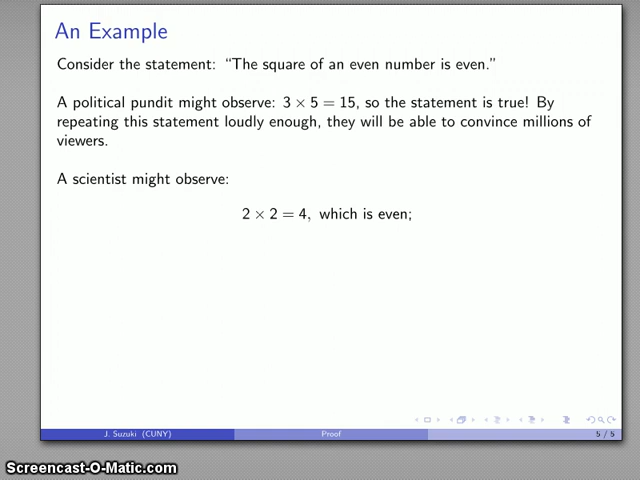 An Example
Consider the statement: “The square of an even number is even.”
A political pundit might observe: 3 × 5 = 15, so the statement is true! By
repeating this statement loudly enough, they will be able to convince millions of
viewers.
A scientist might observe:
2 × 2 = 4, which is even;
J. Suzuki (CUNY) Proof 5 / 5
Screencast-O-Matic.com